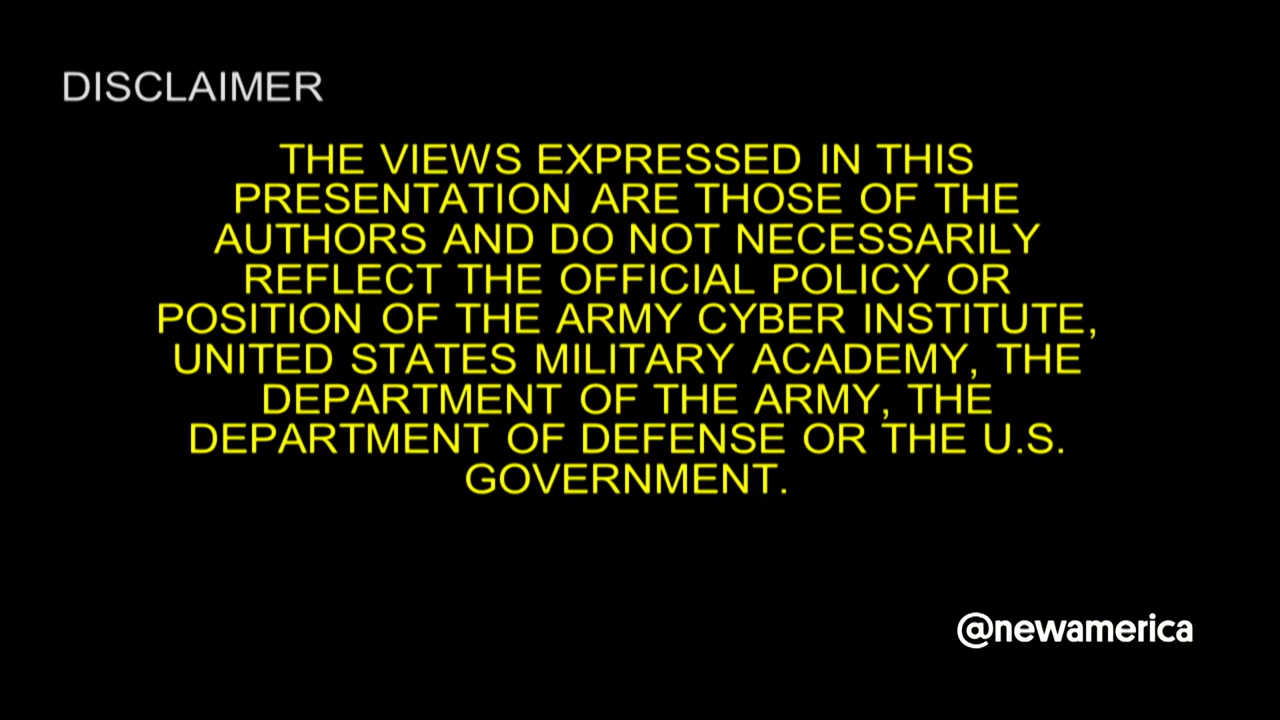 DISCLAIMER
THE VIEWS EXPRESSED IN THIS
PRESENTATION ARE THOSE OF THE
AUTHORS AND DO NOT NECESSARILY
REFLECT THE OFFICIAL POLICY OR
POSITION OF THE ARMY CYBER INSTITUTE,
UNITED STATES MILITARY ACADEMY, THE
DEPARTMENT OF THE ARMY, THE
DEPARTMENT OF DEFENSE OR THE U.S.
GOVERNMENT.
@newamerica